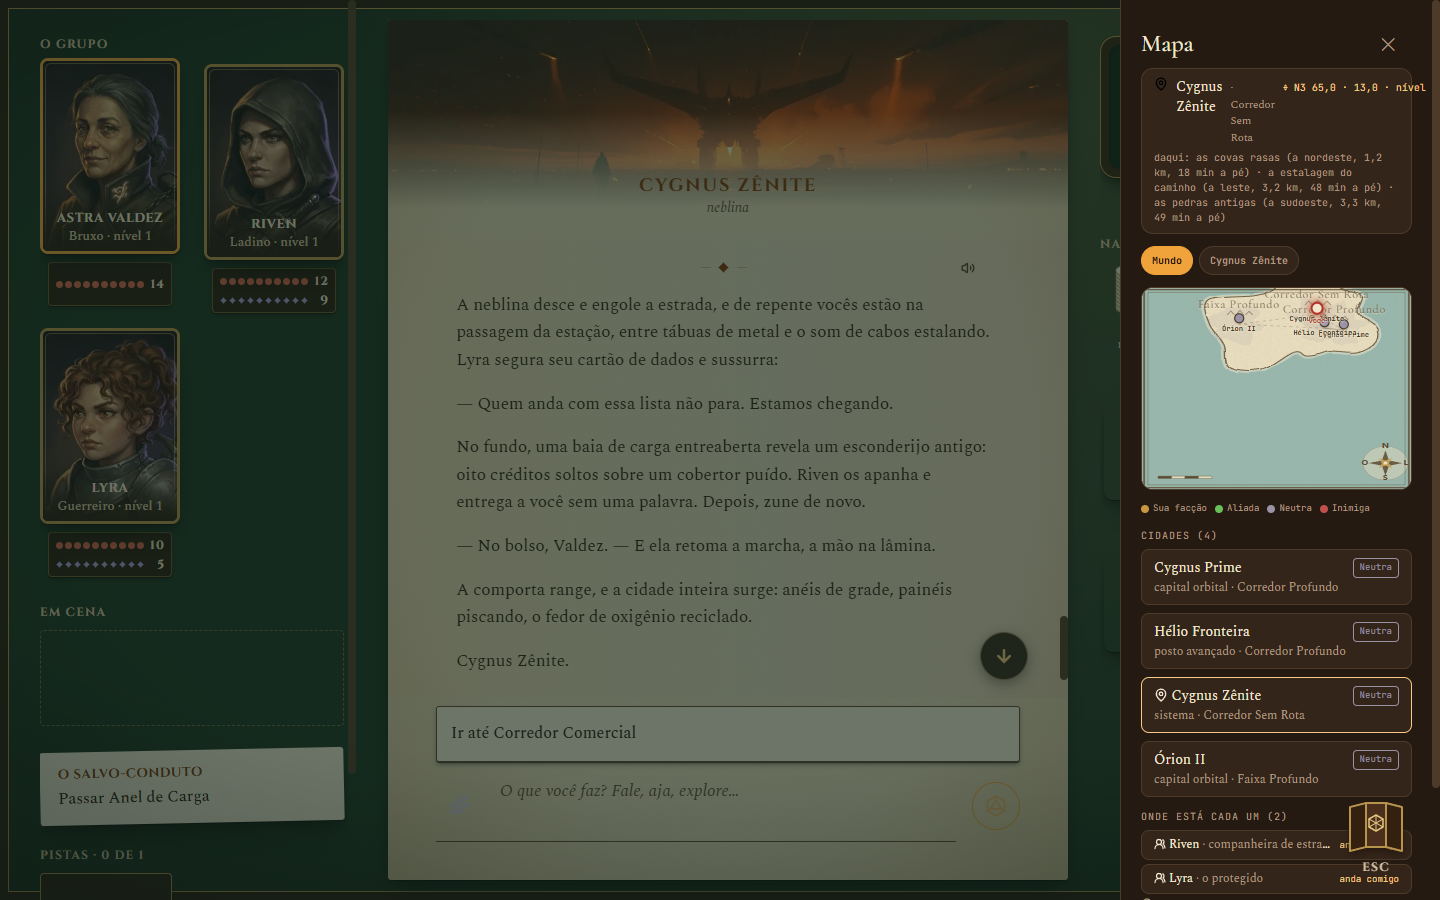 O GRUPO
ASTRA VALDEZ
Bruxo · nível 1
14
RIVEN
Ladino · nível 1
12
9
LYRA
Guerreiro · nível 1
10
5
EM CENA
O SALVO-CONDUTO
Passar Anel de Carga
PISTAS · 0 DE 1
CYGNUS ZÊNITE
neblina
A neblina desce e engole a estrada, e de repente vocês estão na
passagem da estação, entre tábuas de metal e o som de cabos estalando.
Lyra segura seu cartão de dados e sussurra:
— Quem anda com essa lista não para. Estamos chegando.
No fundo, uma baia de carga entreaberta revela um esconderijo antigo:
oito créditos soltos sobre um cobertor puído. Riven os apanha e
entrega a você sem uma palavra. Depois, zune de novo.
— No bolso, Valdez. — E ela retoma a marcha, a mão na lâmina.
A comporta range, e a cidade inteira surge: anéis de grade, painéis
piscando, o fedor de oxigênio reciclado.
Cygnus Zênite.
Ir até Corredor Comercial
O que você faz? Fale, aja, explore...
NA
Mapa
Cygnus Zênite
· Corredor Sem Rota
N3 65,0 · 13,0 · nível
daqui: as covas rasas (a nordeste, 1,2
km, 18 min a pé) · a estalagem do
caminho (a leste, 3,2 km, 48 min a pé) ·
as pedras antigas (a sudoeste, 3,3 km,
49 min a pé)
Mundo
Cygnus Zênite
Corredor Sem Rota
Faixa Profundo
Corredor Profundo
Cygnus Zênite
Órion II
Hélio Fronteira
Cygnus Prime
N
O
L
S
Sua facção
Aliada
Neutra
Inimiga
CIDADES (4)
Cygnus Prime
Neutra
capital orbital · Corredor Profundo
Hélio Fronteira
Neutra
posto avançado · Corredor Profundo
Cygnus Zênite
Neutra
sistema · Corredor Sem Rota
Órion II
Neutra
capital orbital · Faixa Profundo
ONDE ESTÁ CADA UM (2)
Riven · companheira de estra…
ESC
Lyra · o protegido
anda comigo